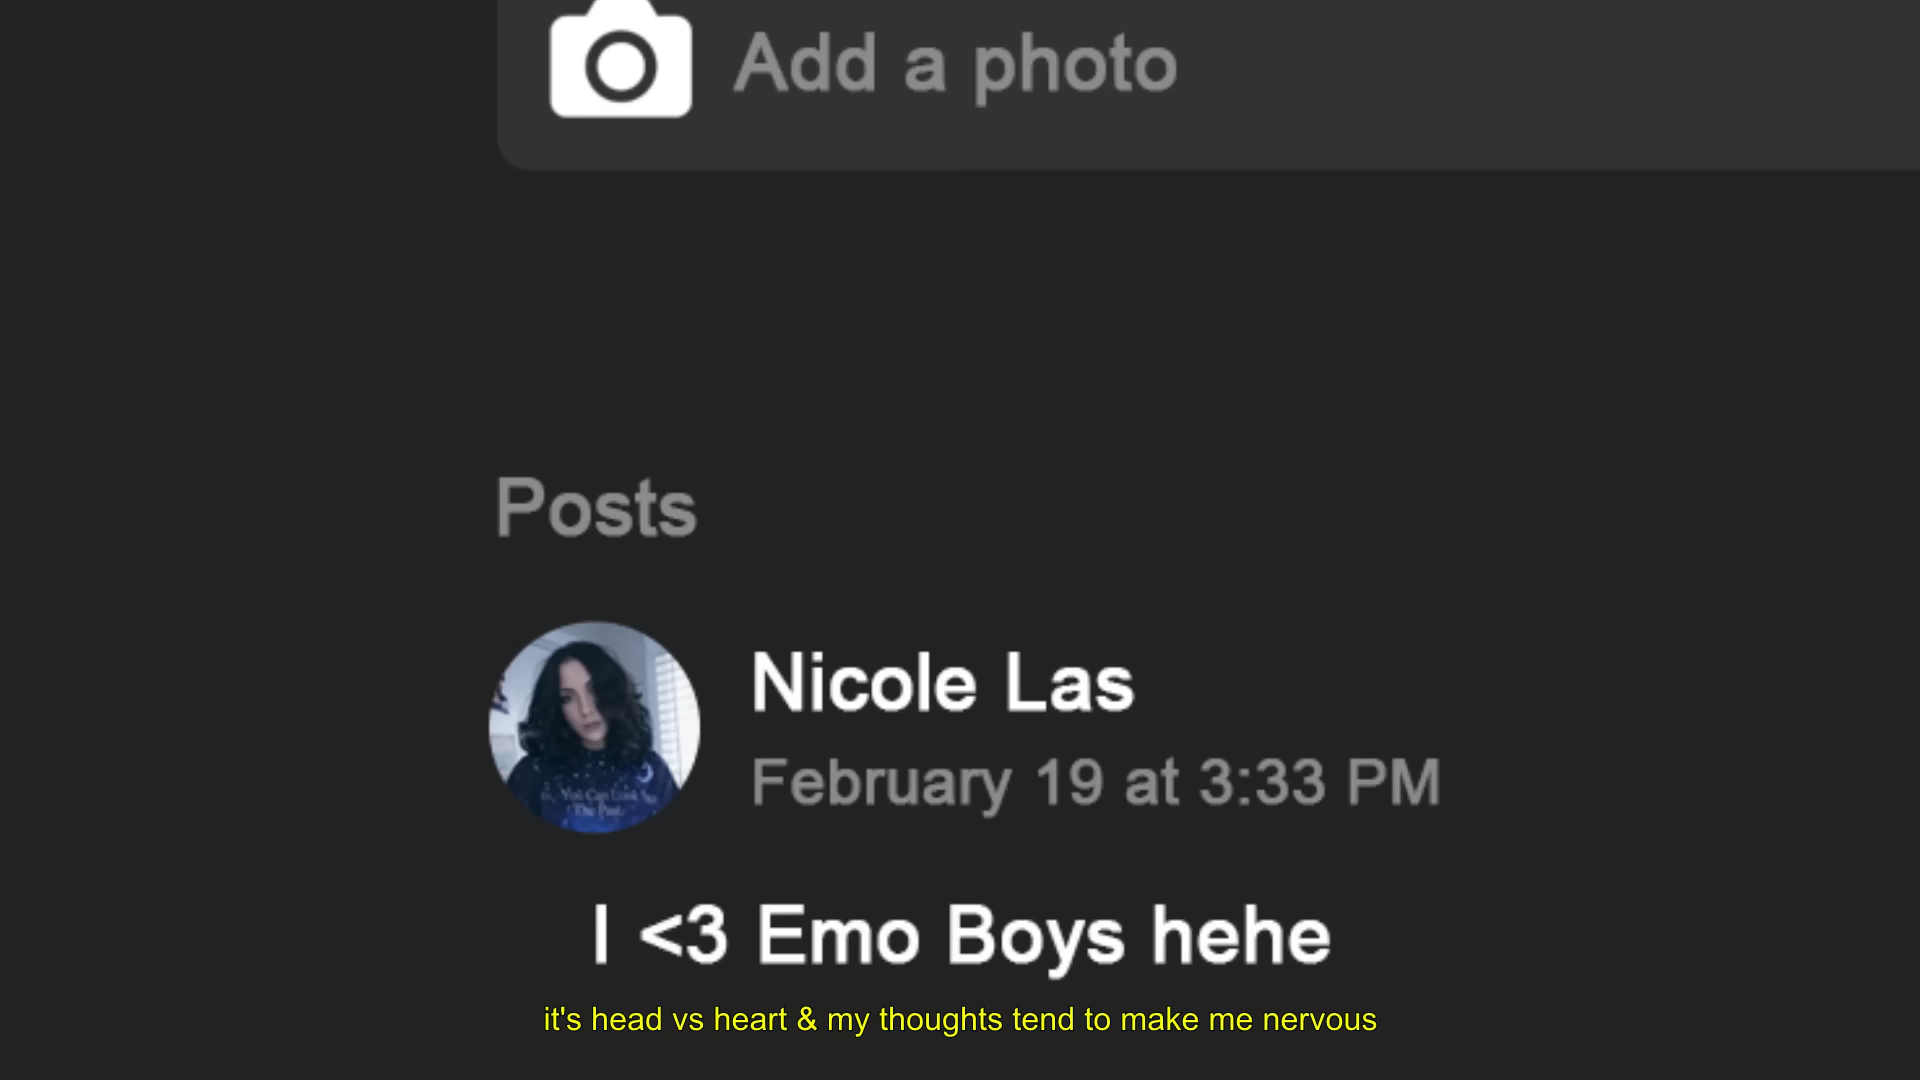 Add a photo
Posts
Nicole Las
February 19 at 3:33 PM
I <3 Emo Boys hehe
it's head vs heart & my thoughts tend to make me nervous